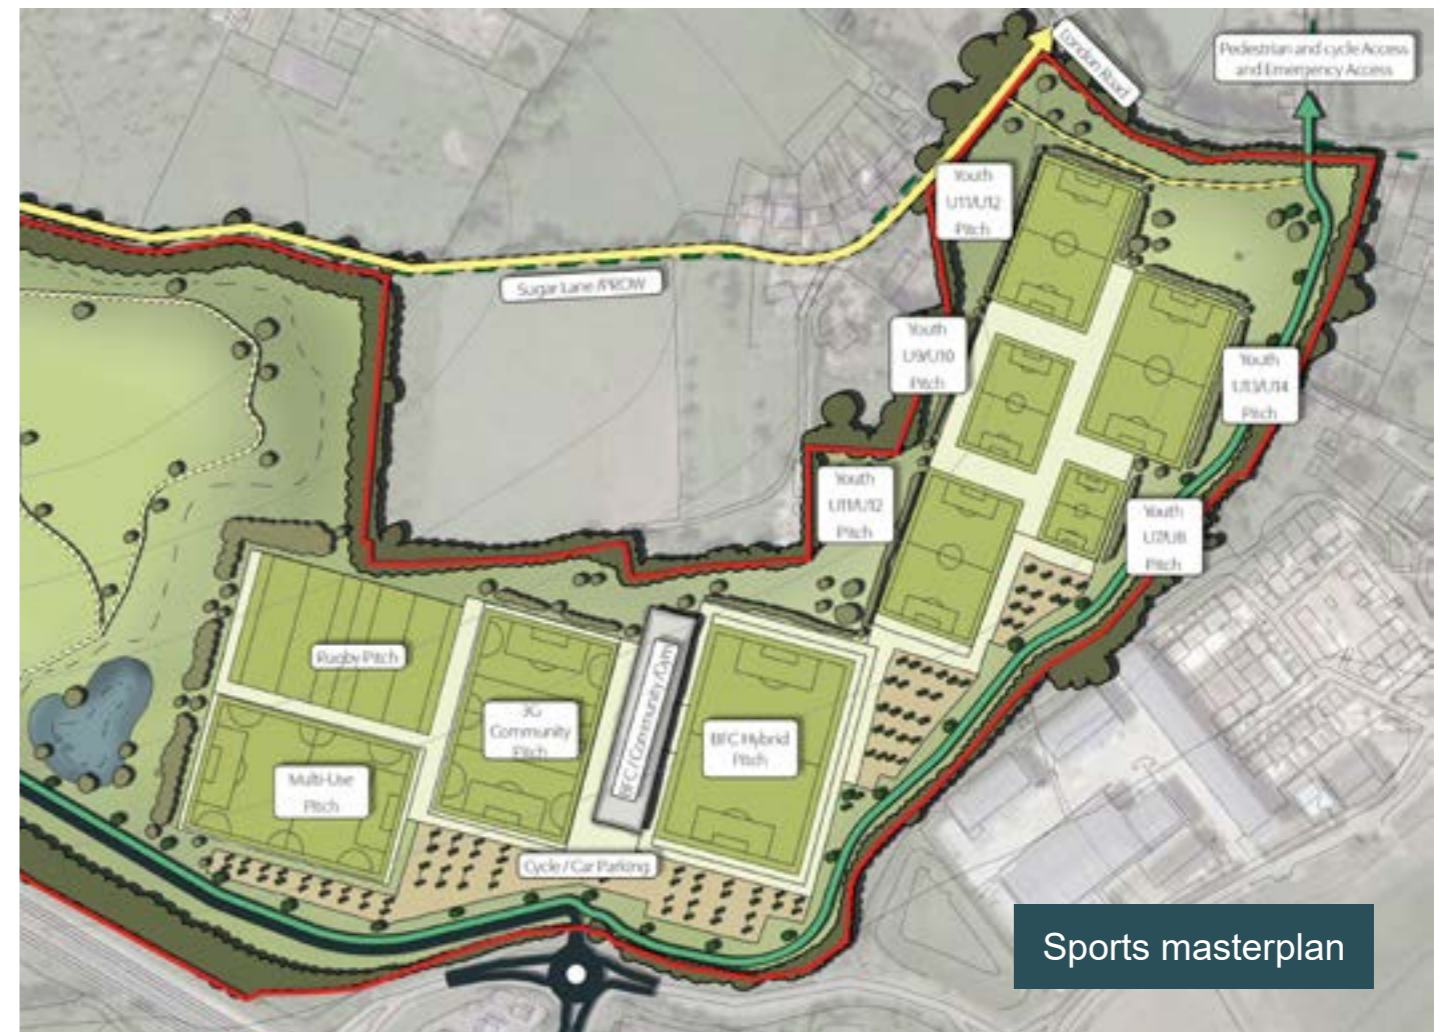 London Road
Pedestrian and cycle Access
and Emergency Access
Youth
U11/U12
Pitch
Sugar Lane /PROW
Youth
U9/U10
Pitch
Youth
U13/U14
Pitch
Youth
U11/U12
Pitch
Youth
U7/U8
Pitch
Rugby Pitch
3G
Community
Pitch
BFC / Community /
BFC Hybrid
Pitch
Multi-Use
Pitch
Cycle / Car Parking
Sports masterplan